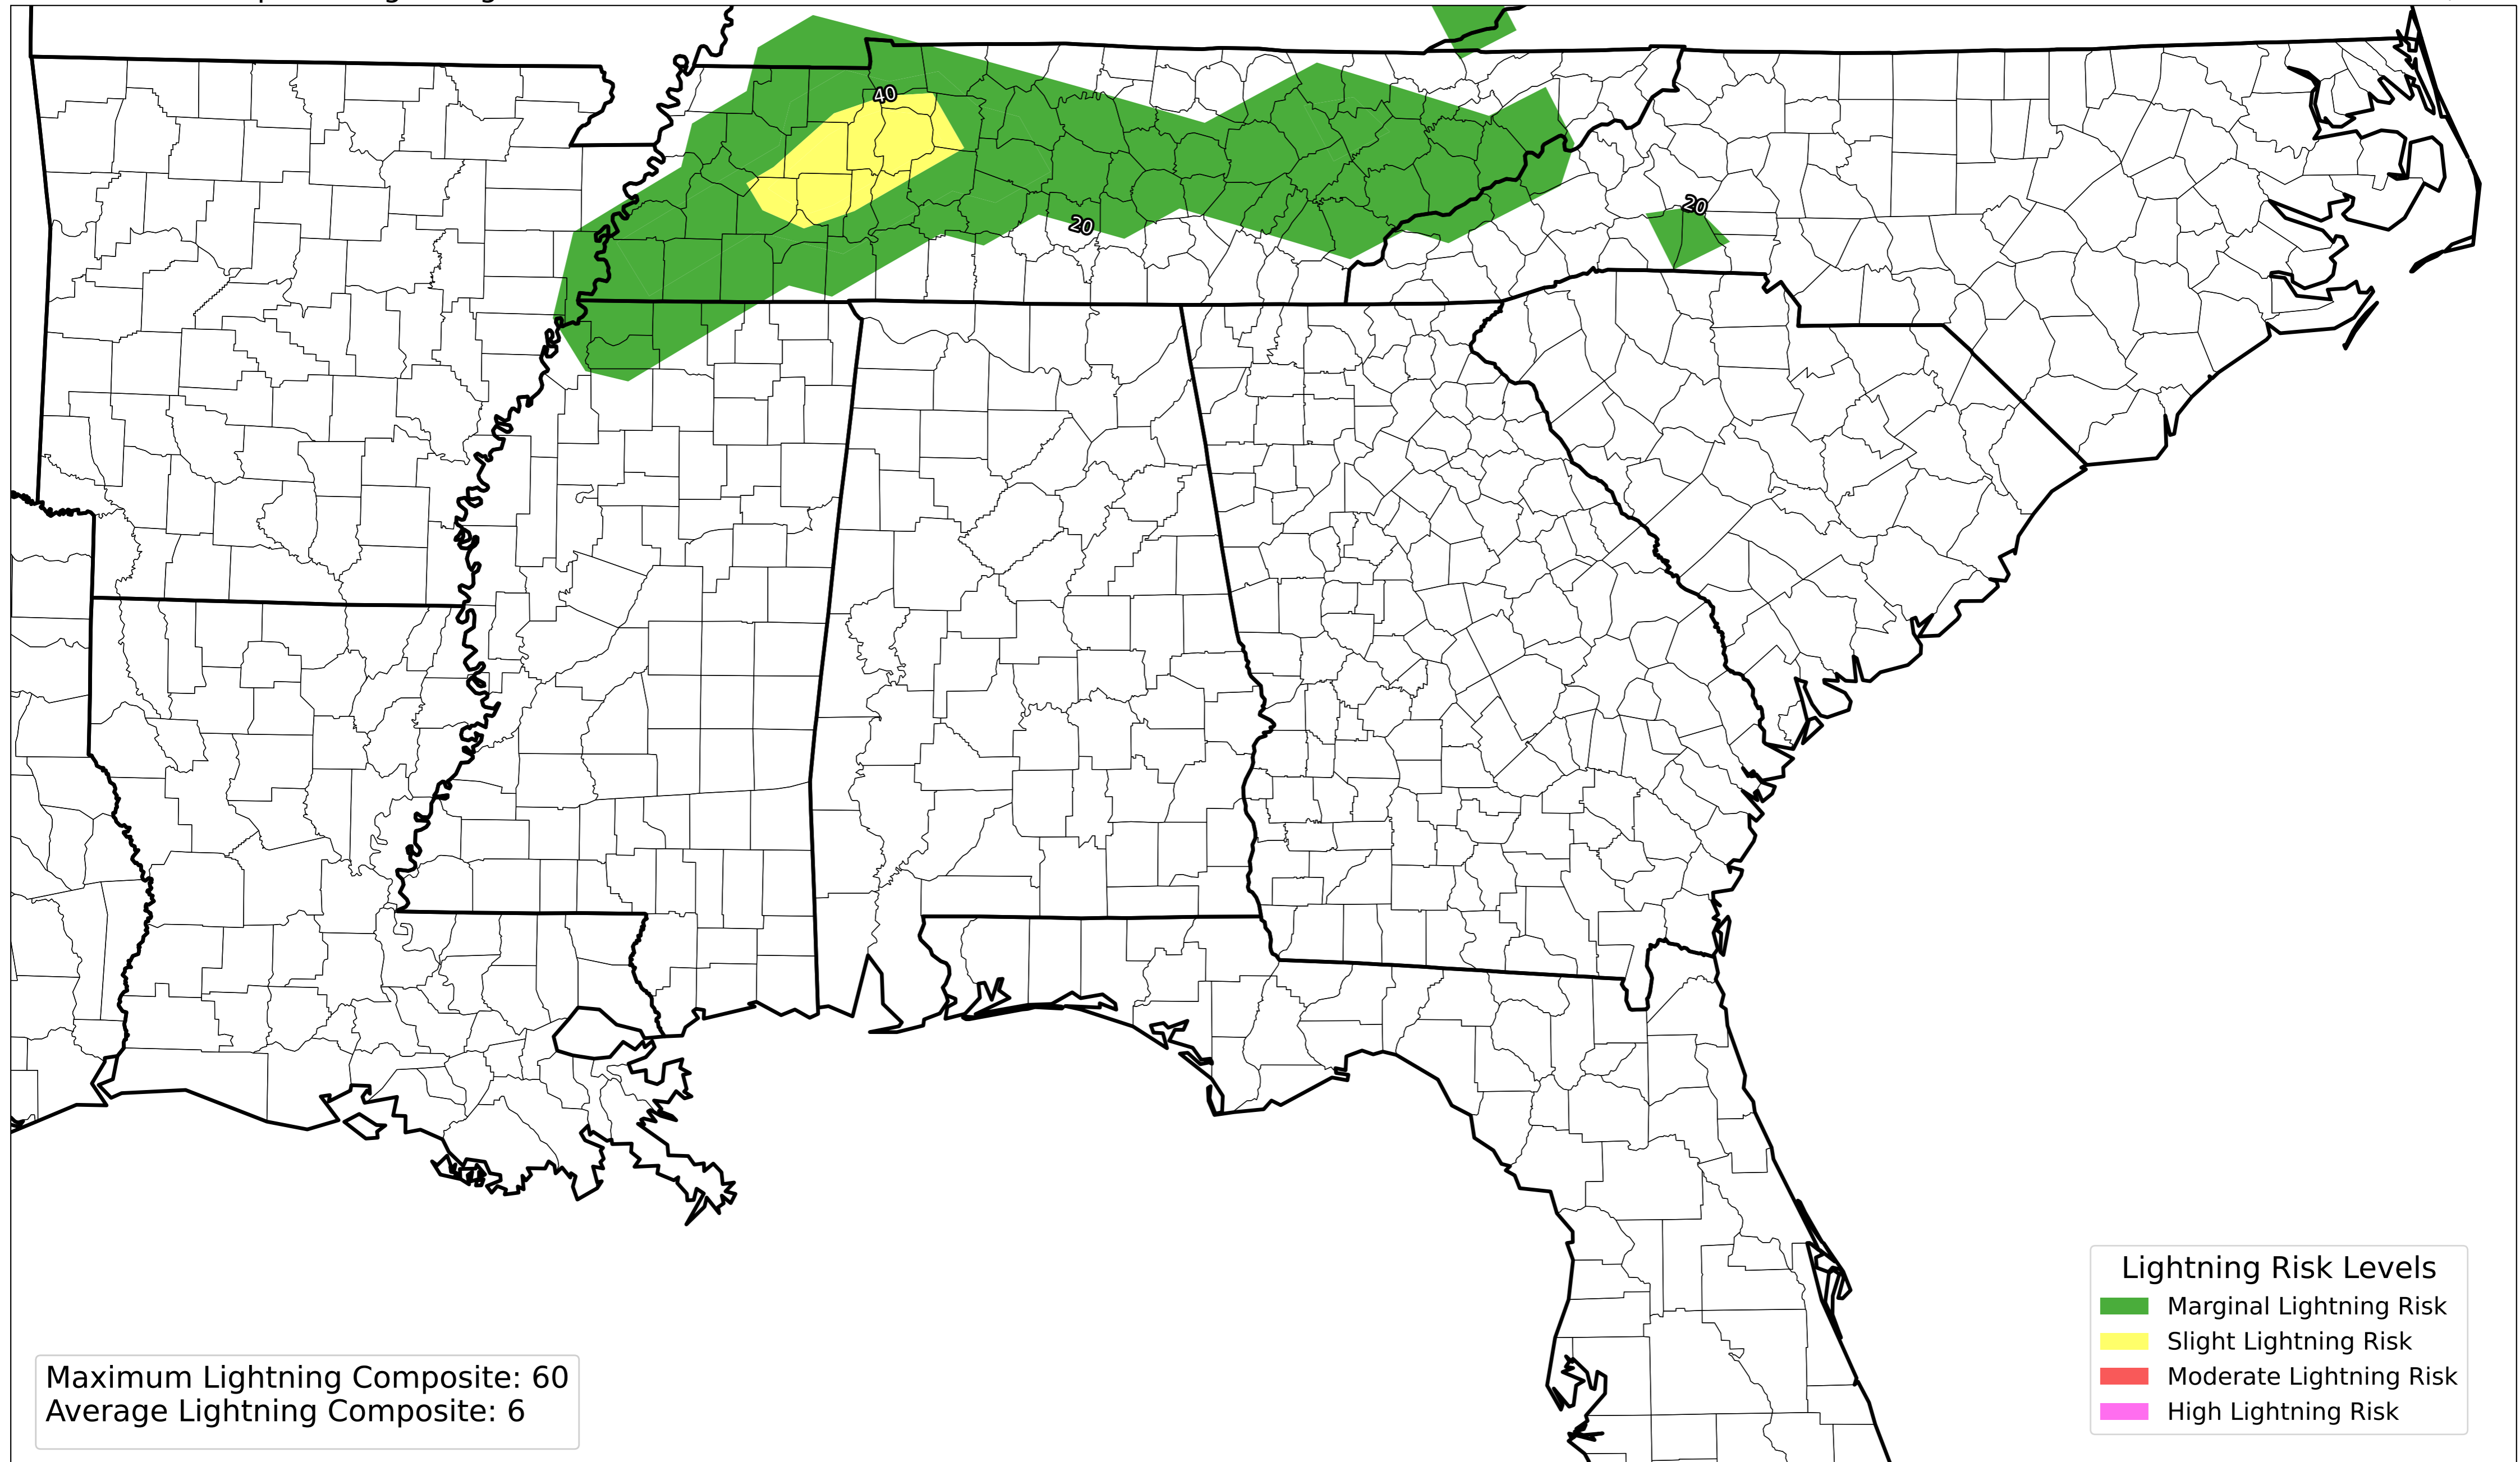 40
20
20
Lightning Risk Levels
Marginal Lightning Risk
Slight Lightning Risk
Moderate Lightning Risk
High Lightning Risk
Maximum Lightning Composite: 60
Average Lightning Composite: 6